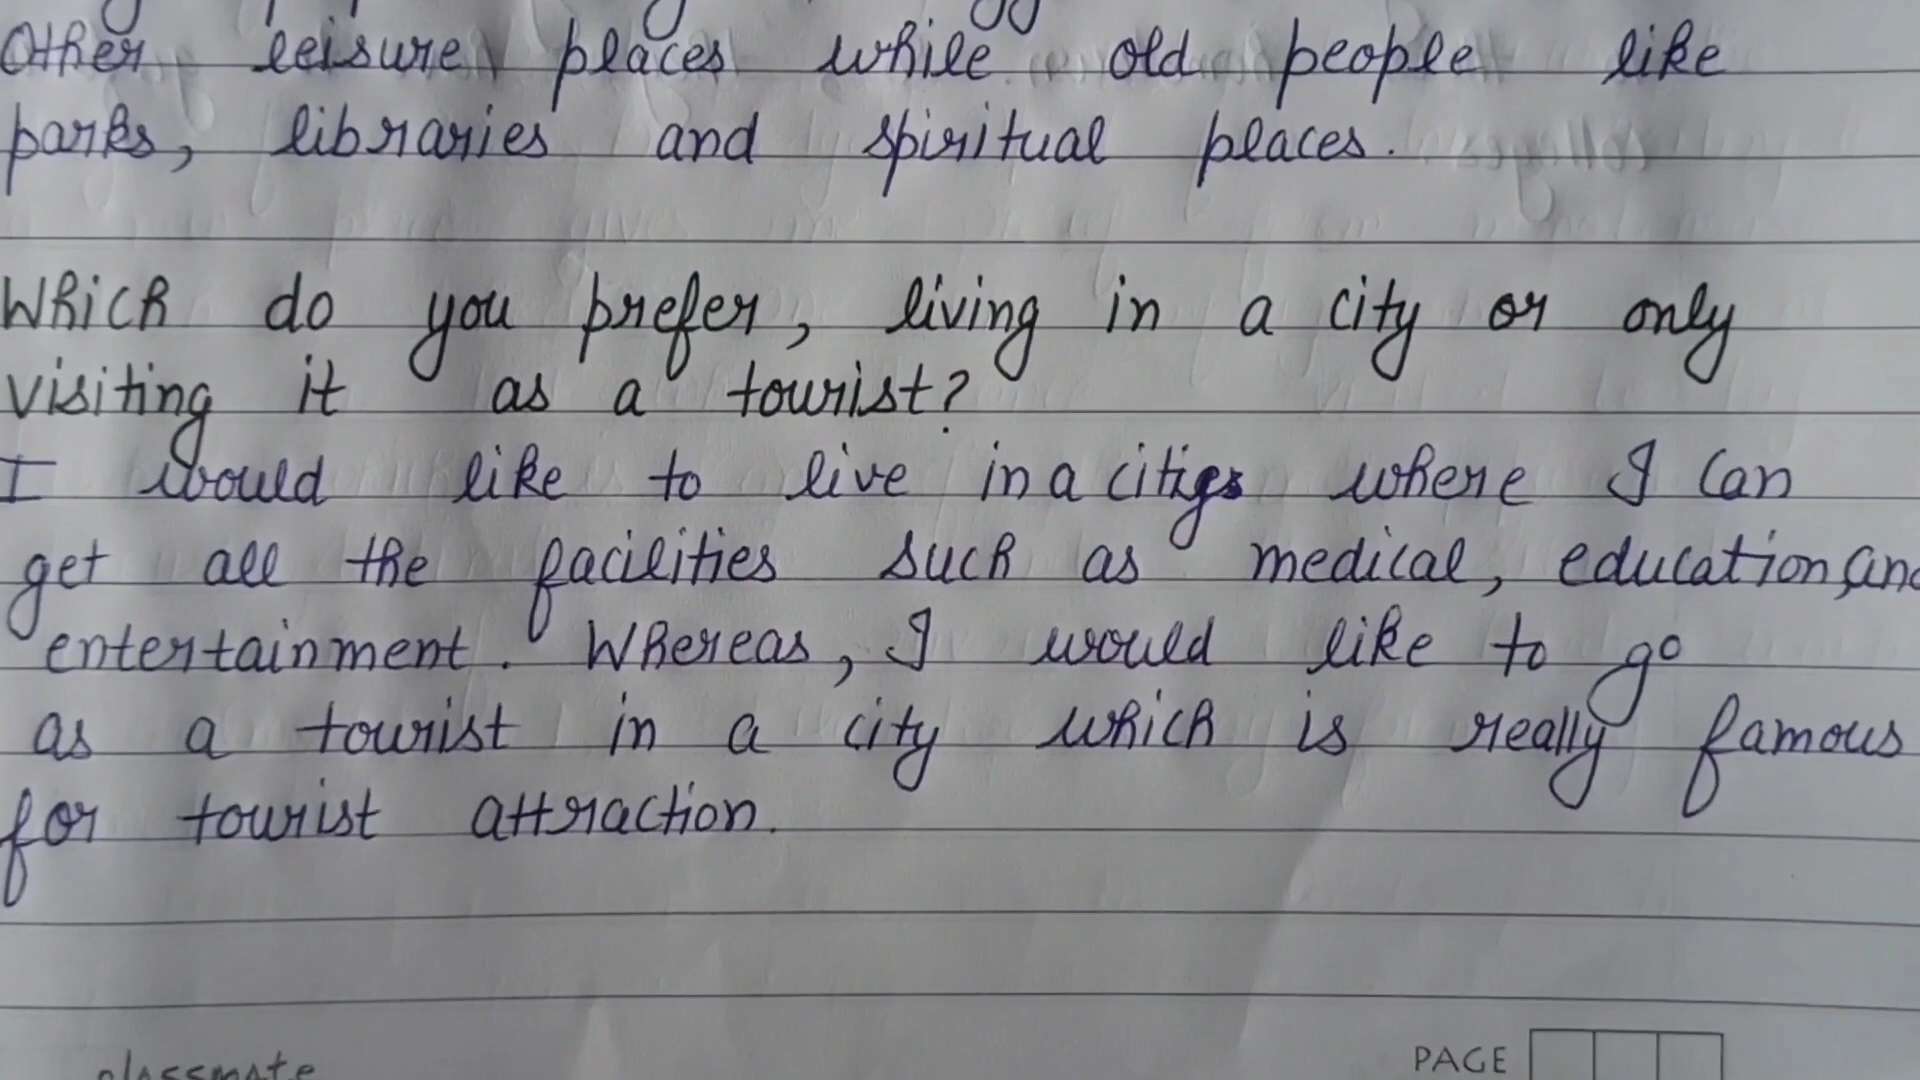 Other leisure places while old people like
parks, libraries and spiritual places.
Which do you prefer, living in a city or only
visiting it as a tourist?
I would like to live in a city where I can
get all the facilities such as medical, education, and
entertainment. Whereas, I would like to go
as a tourist in a city which is really famous
for tourist attraction.
classmate
PAGE